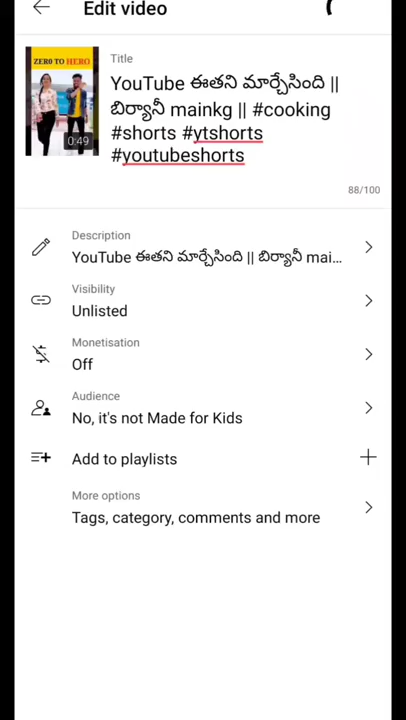 Edit video
ZERO TO HERO
0:49
Title
YouTube ఈతని మార్చేసింది ||
బిర్యానీ mainkg || #cooking
#shorts #ytshorts
#youtubeshorts
88/100
Description
YouTube ఈతని మార్చేసింది || బిర్యానీ mai...
Visibility
Unlisted
Monetisation
Off
Audience
No, it's not Made for Kids
Add to playlists
More options
Tags, category, comments and more